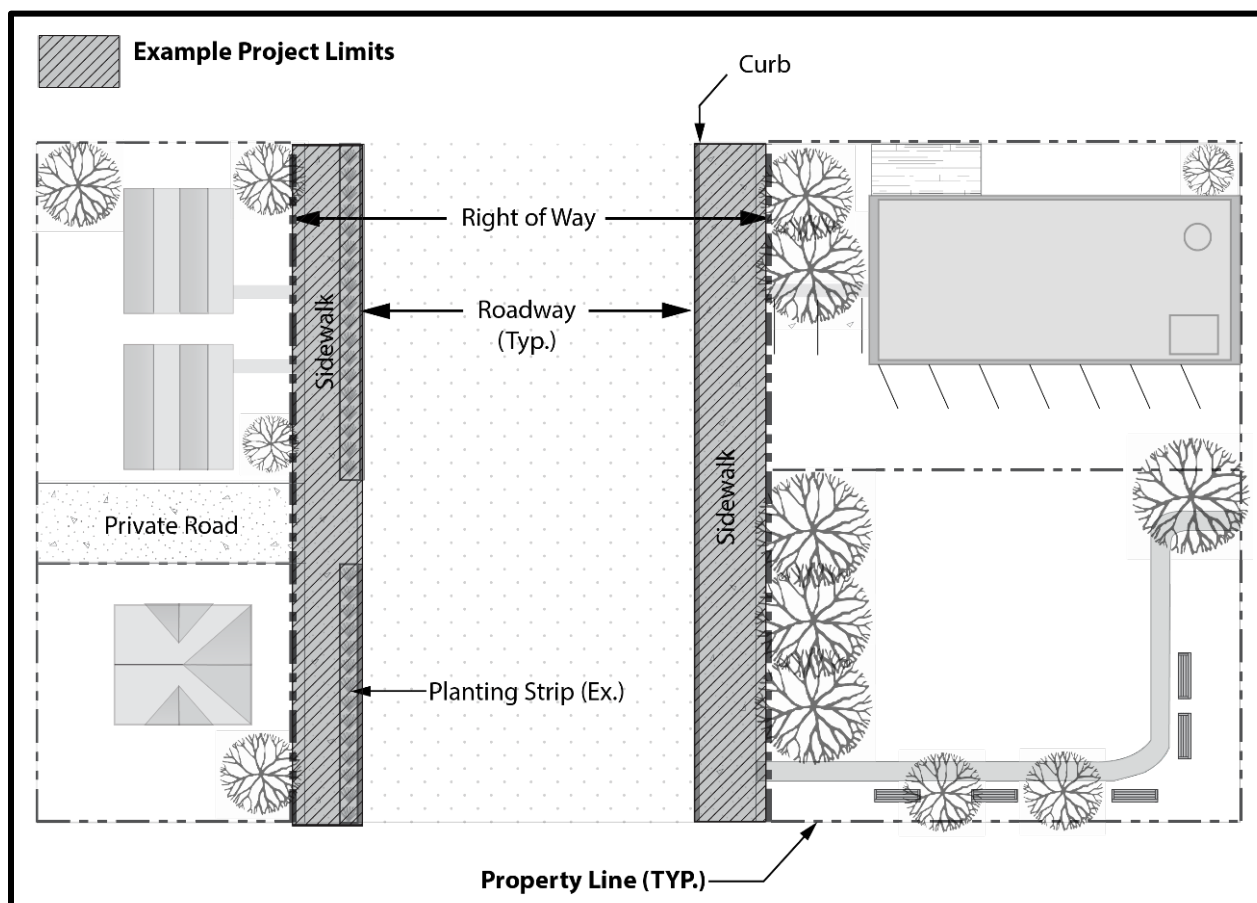 Example Project Limits
Curb
Right of Way
Sidewalk
Roadway
(Typ.)
Sidewalk
Private Road
Planting Strip (Ex.)
Property Line (TYP.)